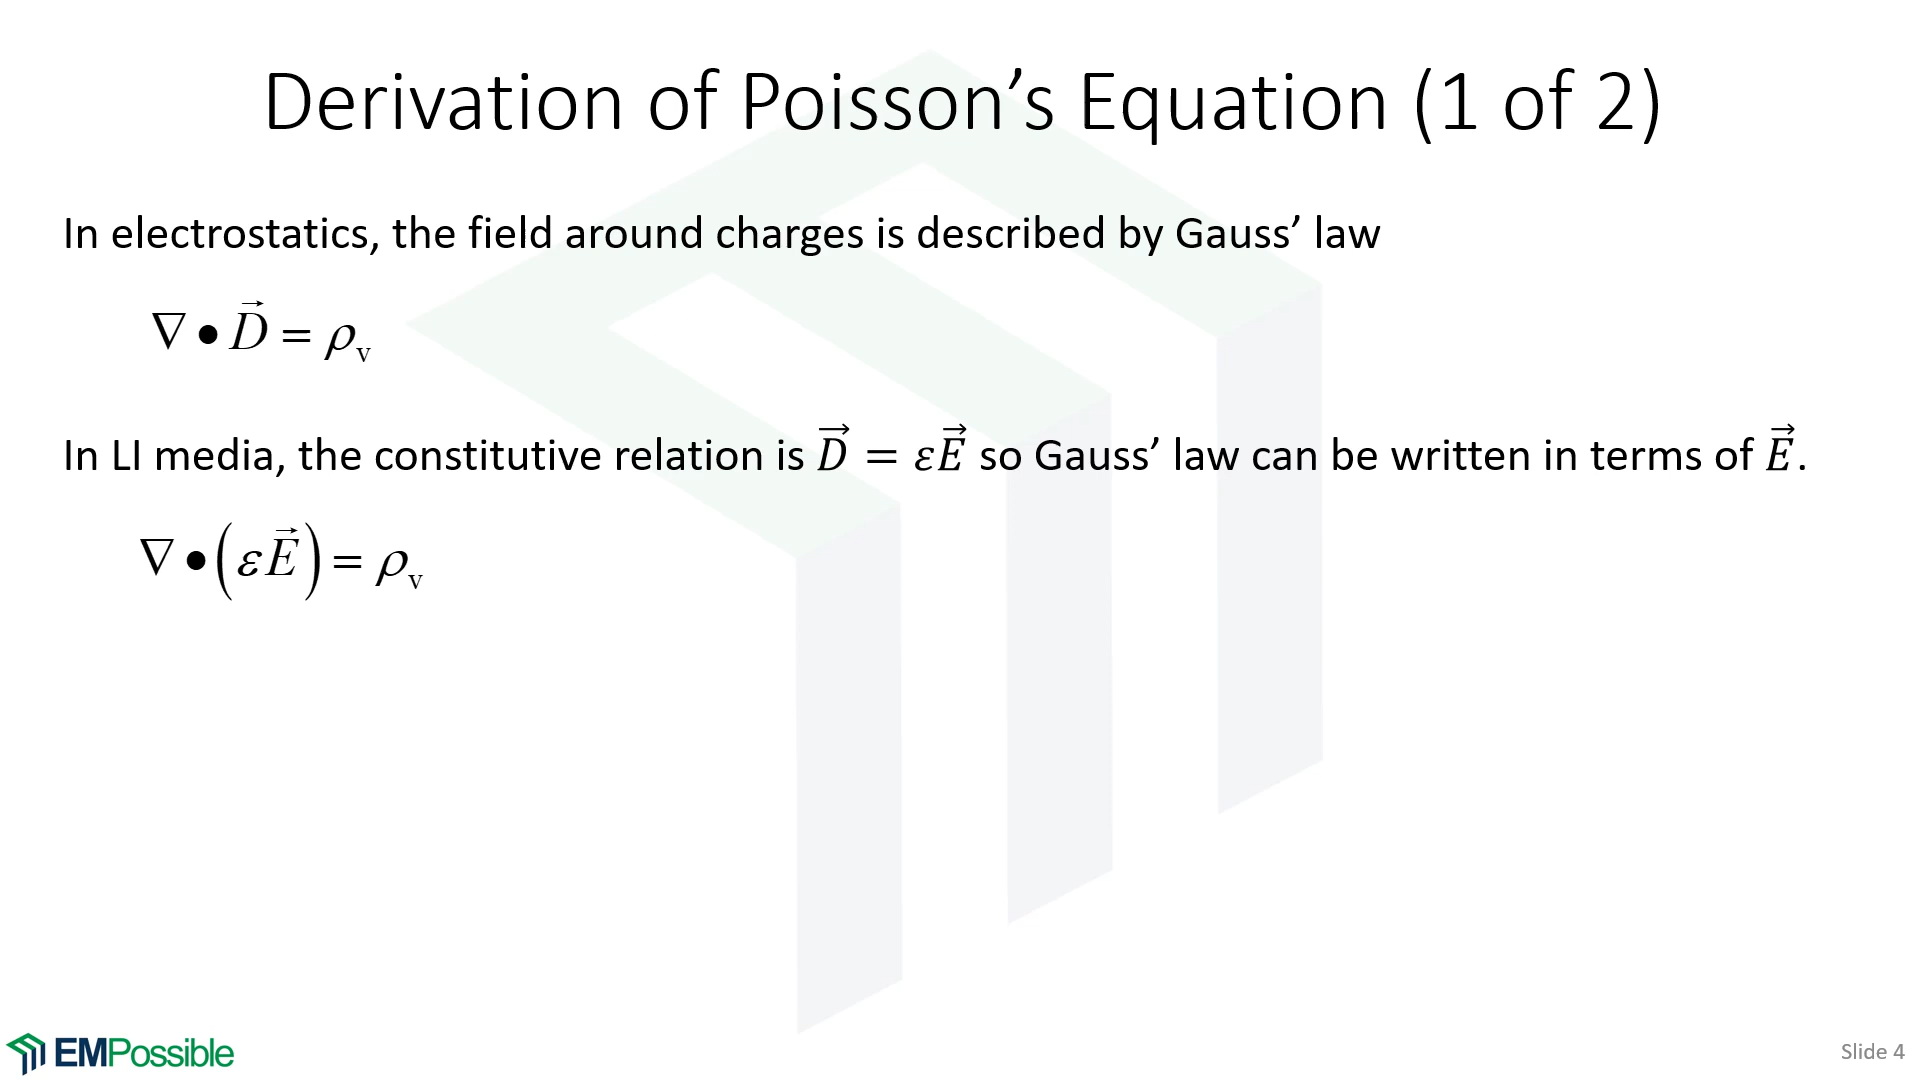 Derivation of Poisson’s Equation (1 of 2)
In electrostatics, the field around charges is described by Gauss’ law
∇ • D⃗ = ρᵥ
In LI media, the constitutive relation is D⃗ = εE⃗ so Gauss’ law can be written in terms of E⃗.
∇ • (εE⃗) = ρᵥ
EMPossible
Slide 4